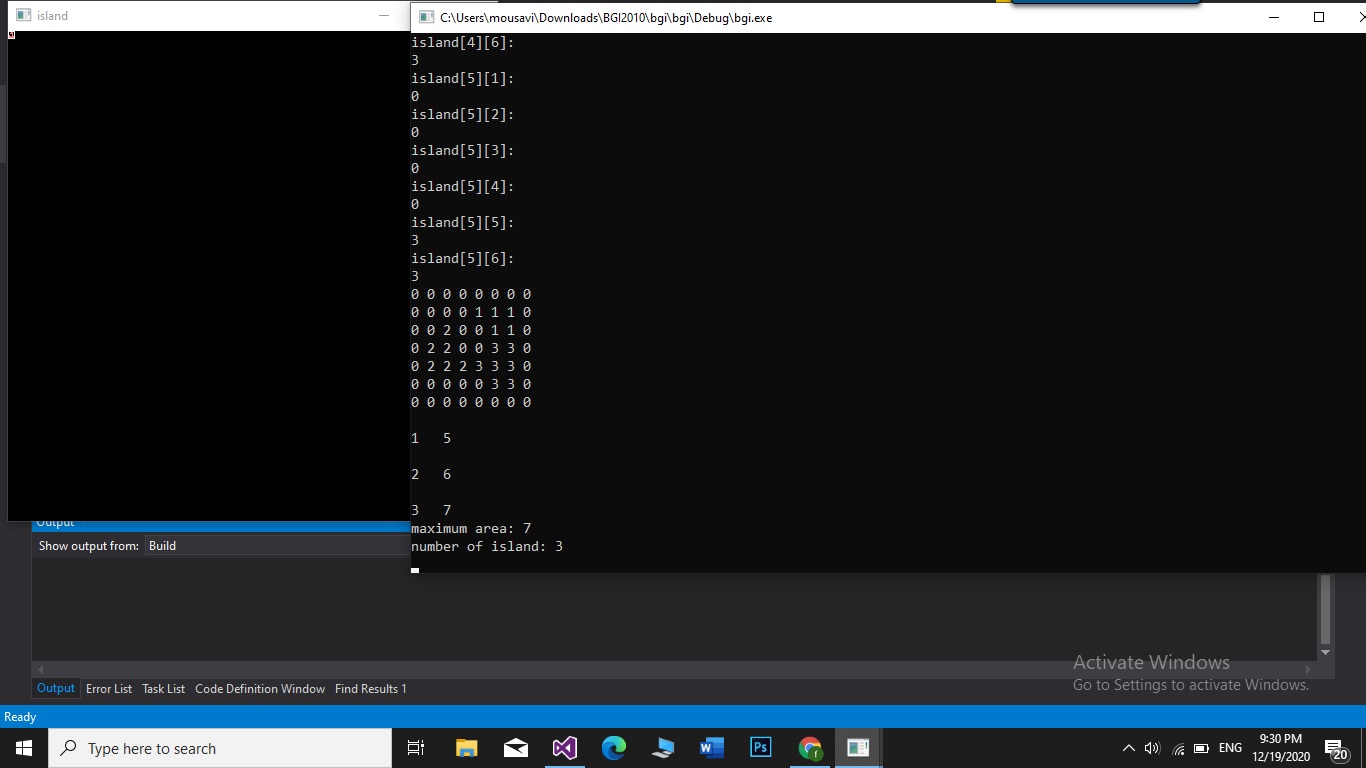 island
C:\Users\mousavi\Downloads\BGI2010\bgi\bgi\Debug\bgi.exe
island[4][6]:
3
island[5][1]:
0
island[5][2]:
0
island[5][3]:
0
island[5][4]:
0
island[5][5]:
3
island[5][6]:
3
0 0 0 0 0 0 0 0
0 0 0 0 1 1 1 0
0 0 2 0 0 1 1 0
0 2 2 0 0 3 3 0
0 2 2 2 3 3 3 0
0 0 0 0 0 3 3 0
0 0 0 0 0 0 0 0
1 5
2 6
3 7
maximum area: 7
number of island: 3
Output
Show output from: Build
Activate Windows
Go to Settings to activate Windows.
Output Error List Task List Code Definition Window Find Results 1
Ready
Type here to search
ENG
9:30 PM
12/19/2020
20